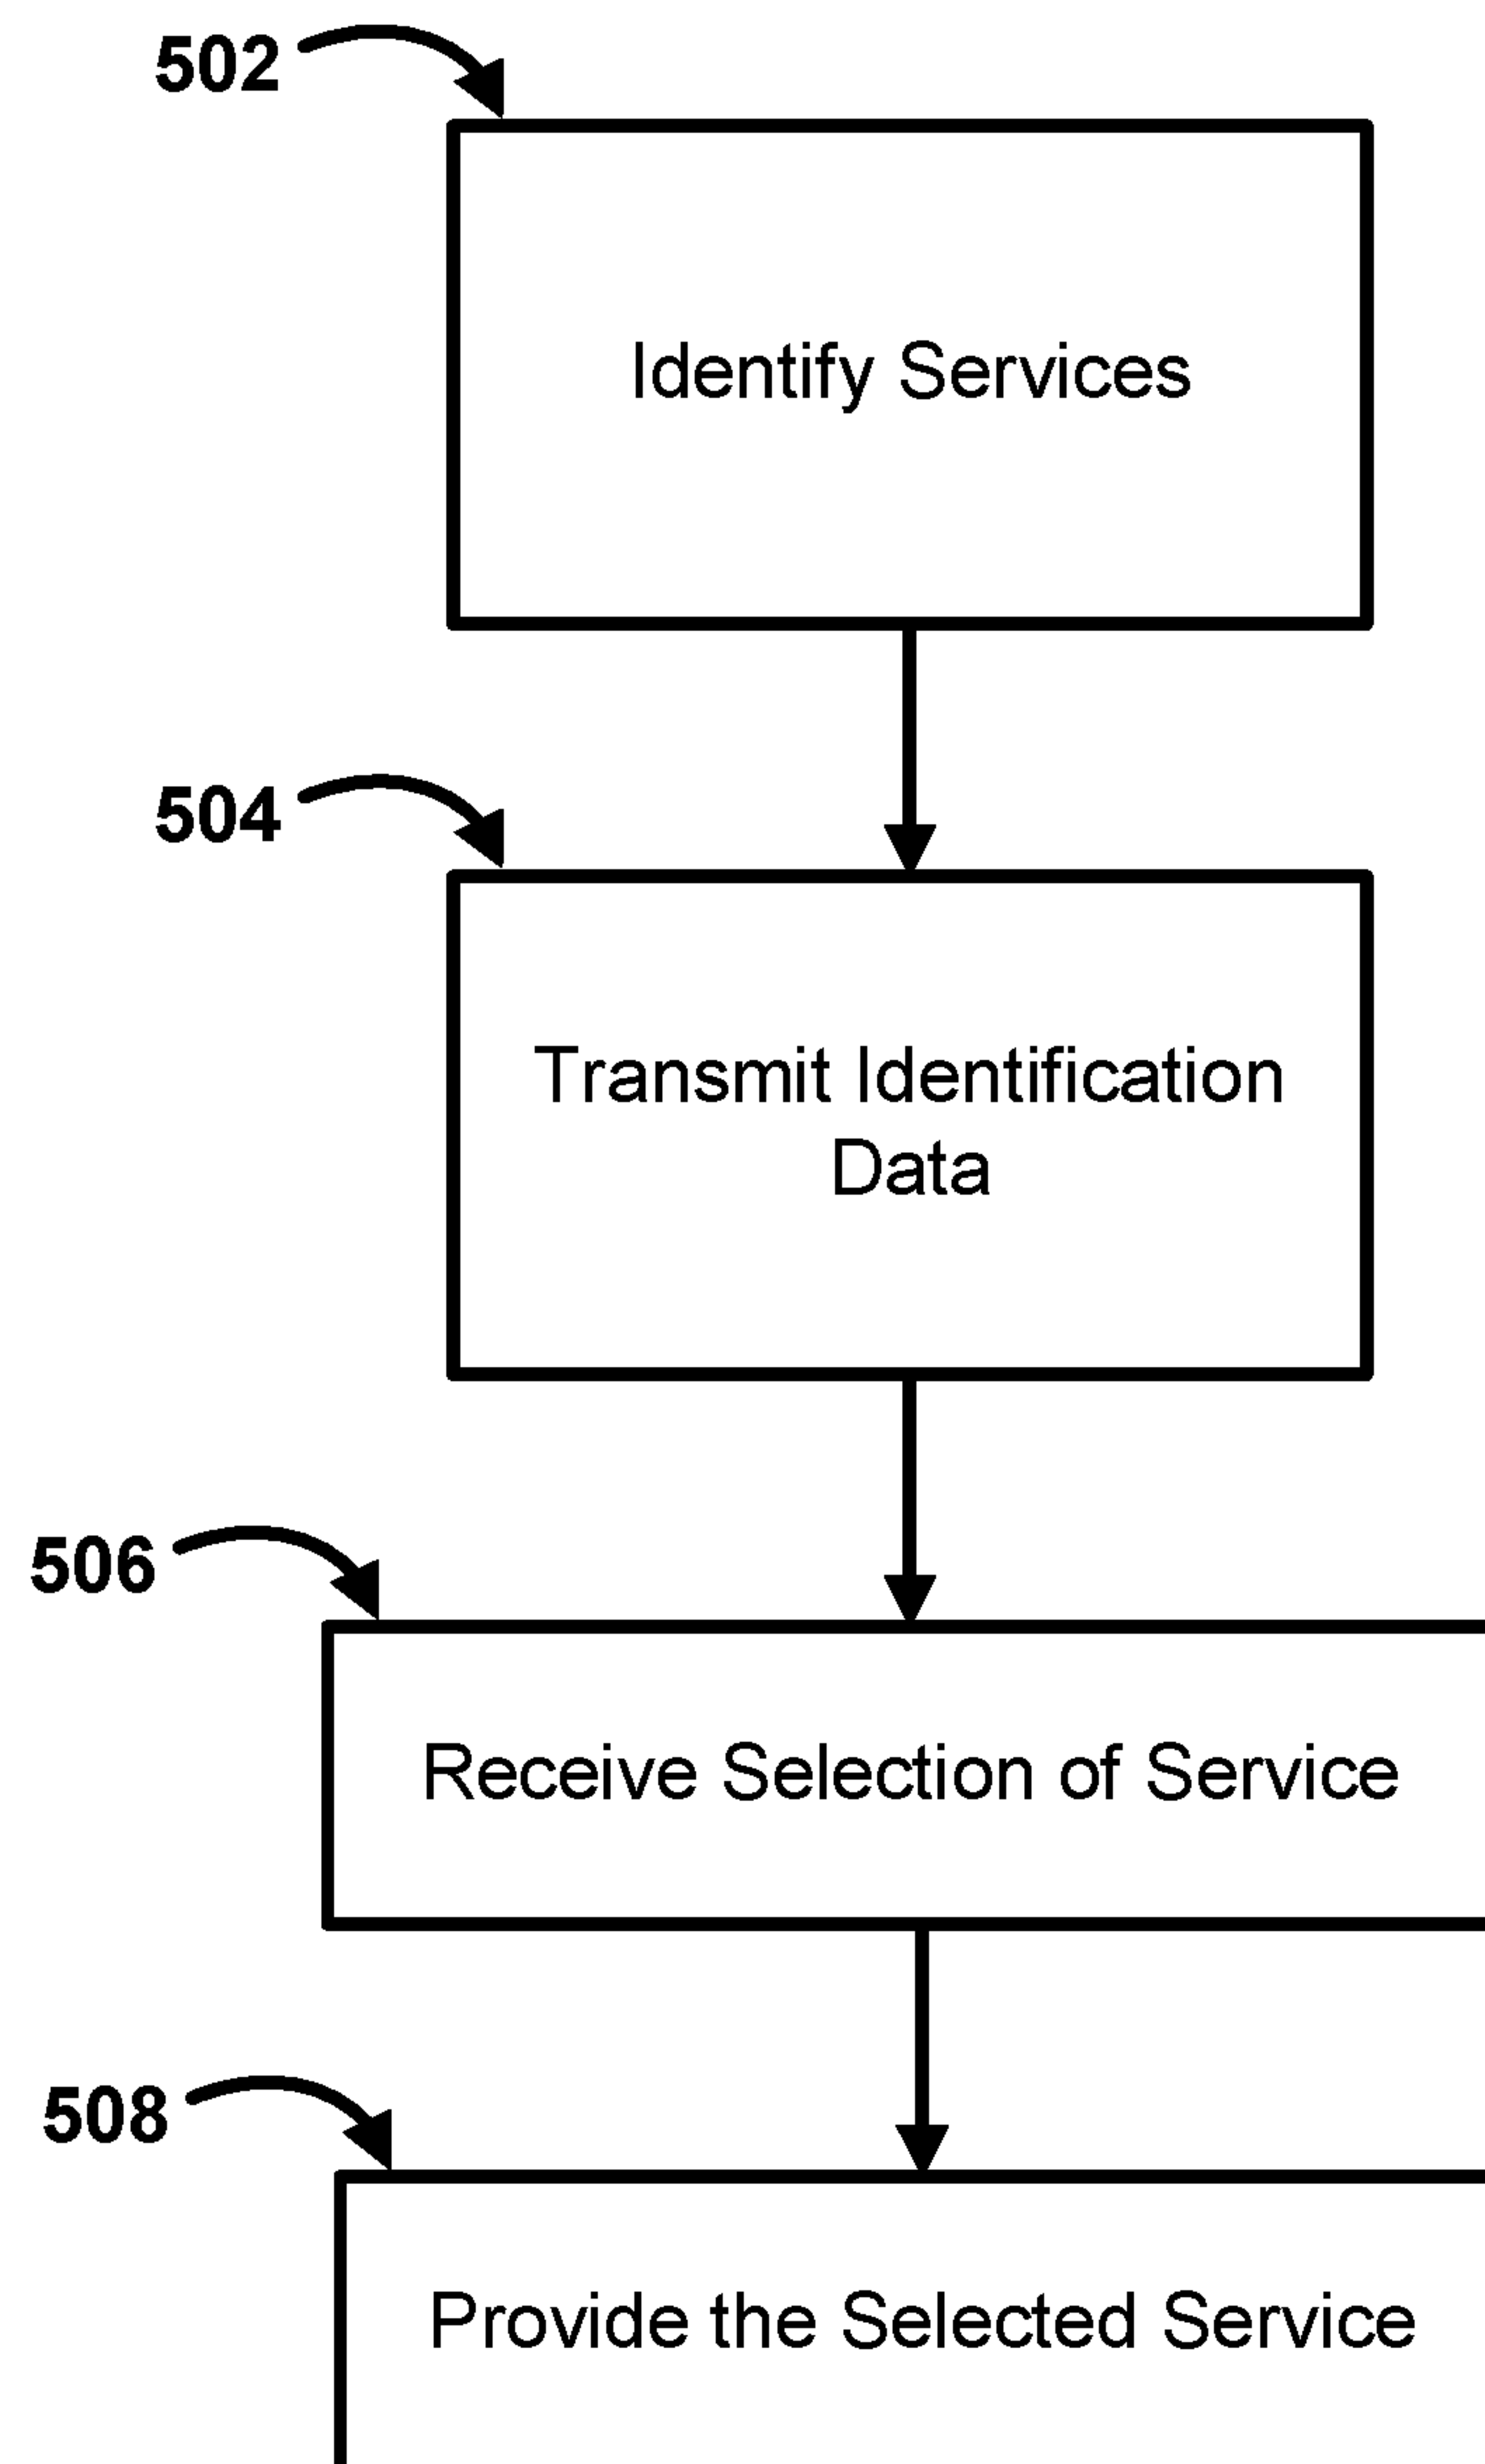 502
Identify Services
504
Transmit Identification
Data
506
Receive Selection of Service
508
Provide the Selected Service